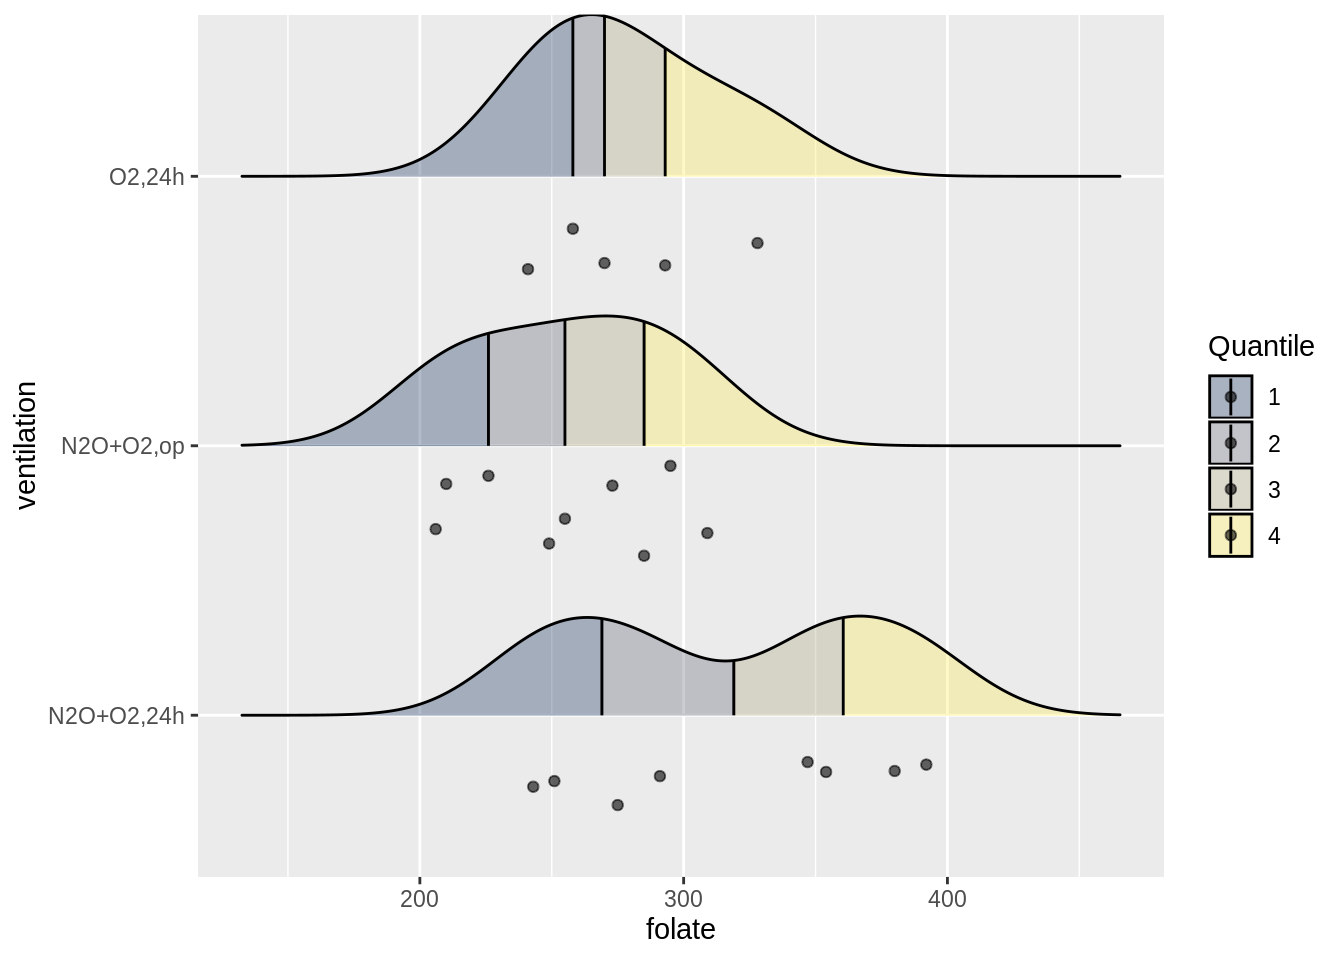 ventilation
O2,24h
N2O+O2,op
N2O+O2,24h
200
300
400
folate
Quantile
1
2
3
4